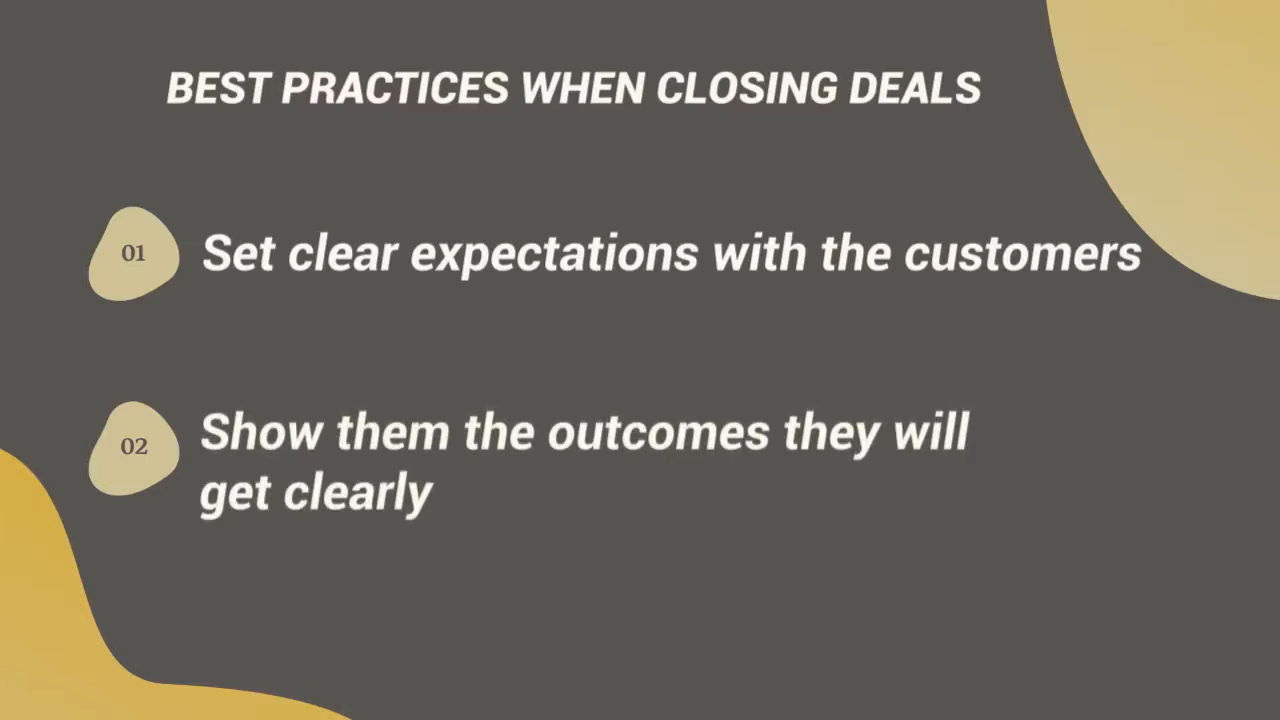 BEST PRACTICES WHEN CLOSING DEALS
01
Set clear expectations with the customers
02
Show them the outcomes they will
get clearly